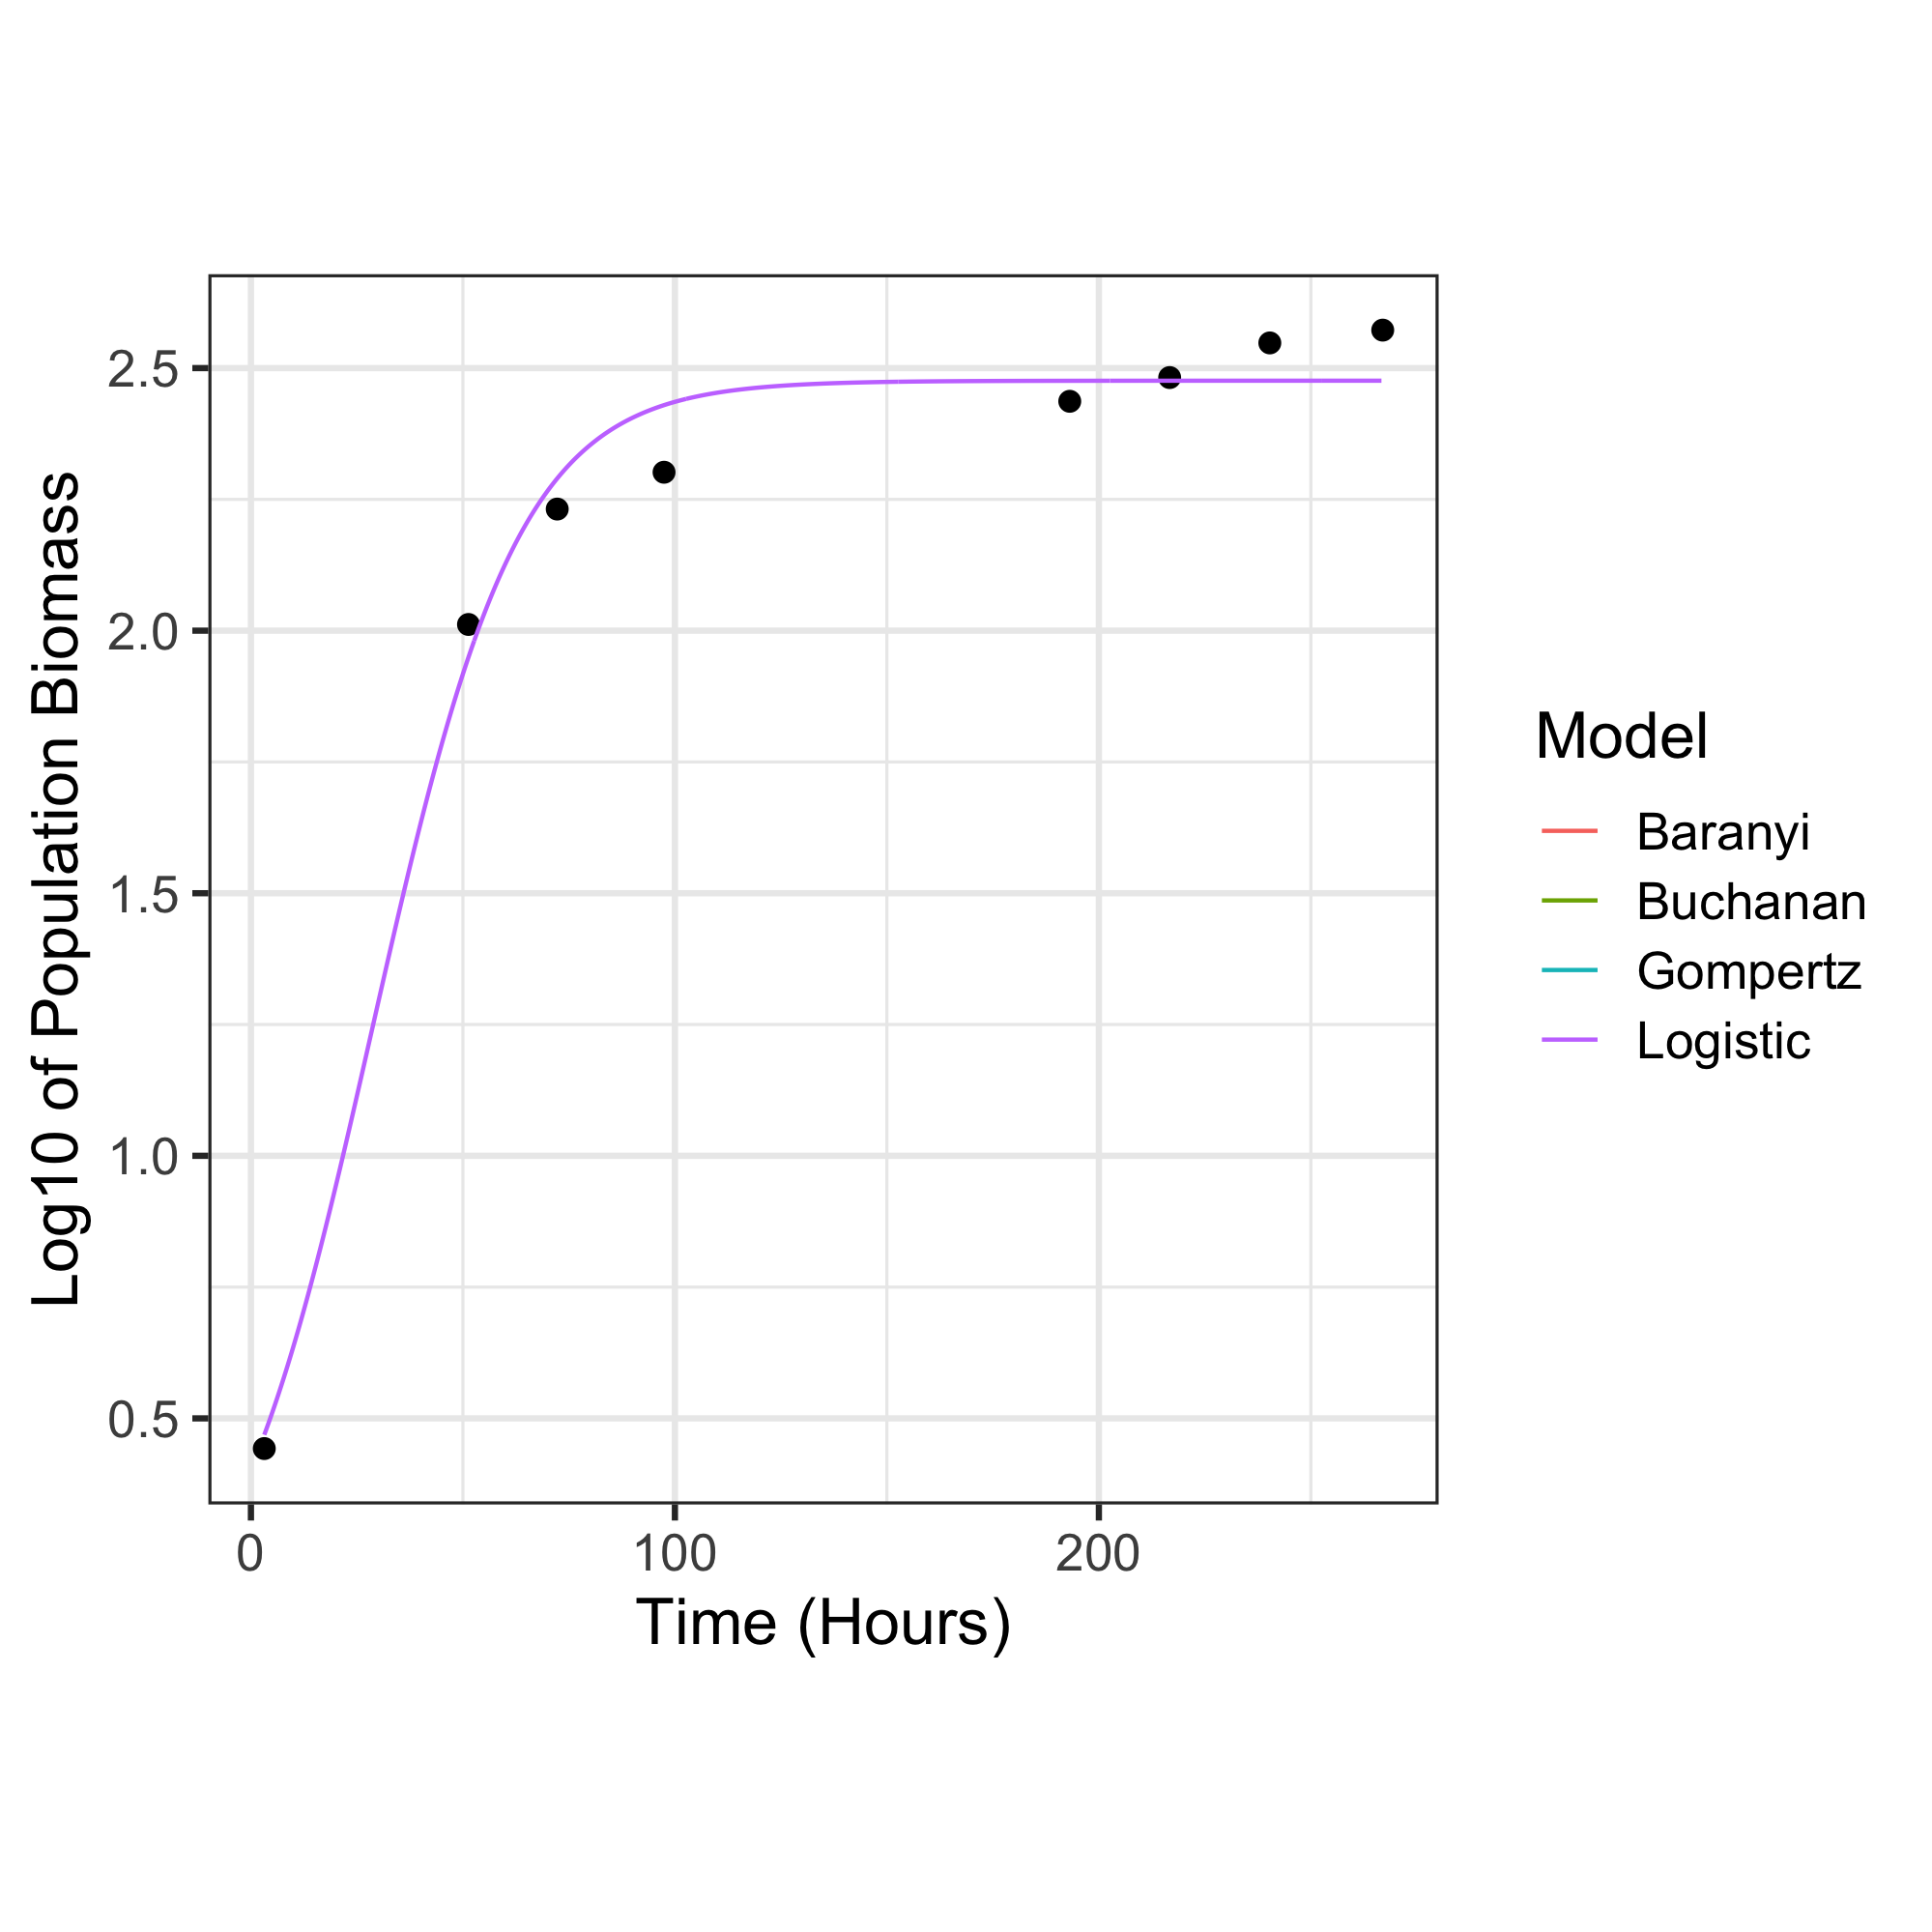 Log10 of Population Biomass
2.5
2.0
1.5
1.0
0.5
0
100
200
Time (Hours)
Model
Baranyi
Buchanan
Gompertz
Logistic